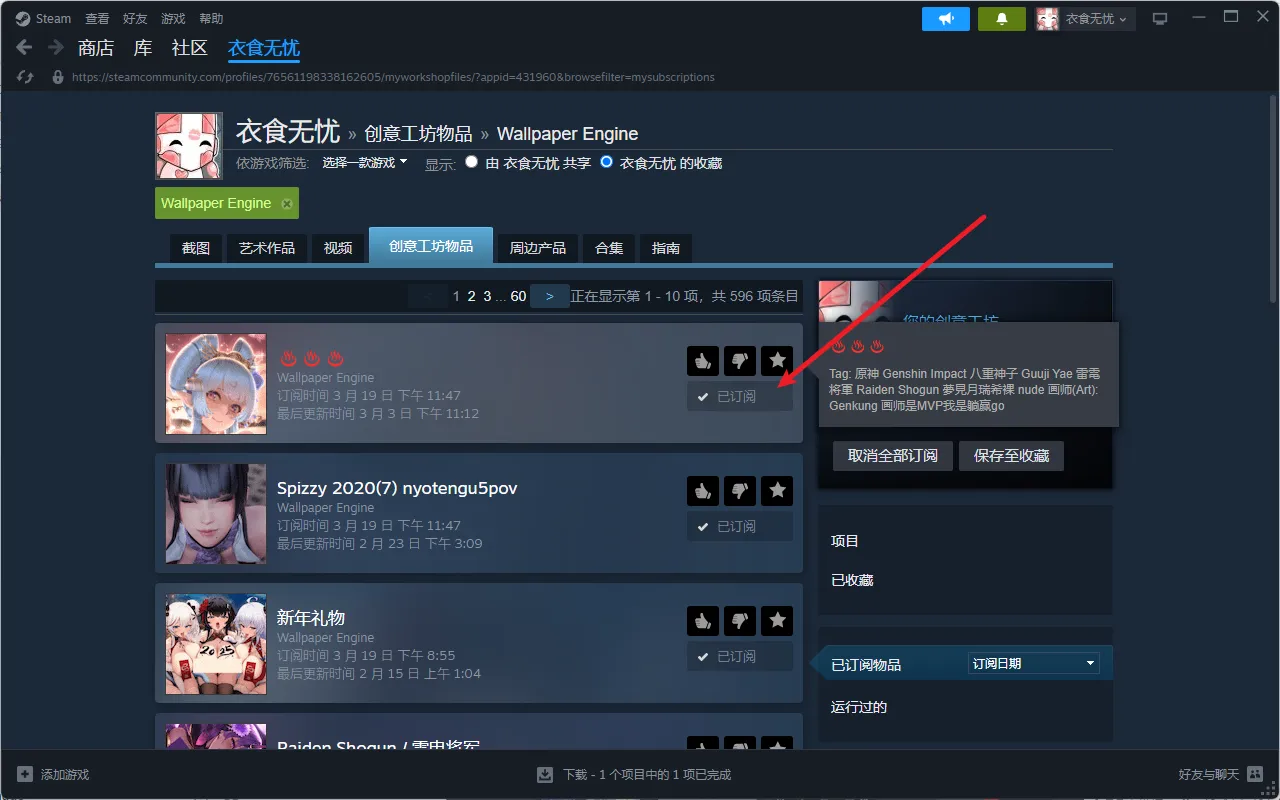 Steam 查看 好友 游戏 帮助
衣食无忧
商店 库 社区 衣食无忧
https://steamcommunity.com/profiles/76561198338162605/myworkshopfiles/?appid=431960&browsefilter=mysubscriptions
衣食无忧 » 创意工坊物品 » Wallpaper Engine
依游戏筛选: 选择一款游戏 显示: 由 衣食无忧 共享 衣食无忧 的收藏
Wallpaper Engine
截图 艺术作品 视频 创意工坊物品 周边产品 合集 指南
< 1 2 3 ... 60 > 正在显示第 1 - 10 项，共 596 项条目
♨ ♨ ♨
Wallpaper Engine
订阅时间 3 月 19 日 下午 11:47
最后更新时间 3 月 3 日 下午 11:12
已订阅
Spizzy 2020(7) nyotengu5pov
Wallpaper Engine
订阅时间 3 月 19 日 下午 11:47
最后更新时间 2 月 23 日 下午 3:09
已订阅
新年礼物
Wallpaper Engine
订阅时间 3 月 19 日 下午 8:55
最后更新时间 2 月 15 日 上午 1:04
已订阅
2025
Raiden Shogun / 雷电将军
您的创意工坊
♨ ♨ ♨
Tag: 原神 Genshin Impact 八重神子 Guuji Yae 雷電
将軍 Raiden Shogun 夢見月瑞希裸 nude 画师(Art):
Genkung 画师是MVP我是躺赢go
取消全部订阅 保存至收藏
项目
已收藏
已订阅物品 订阅日期
运行过的
添加游戏
下载 - 1 个项目中的 1 项已完成
好友与聊天